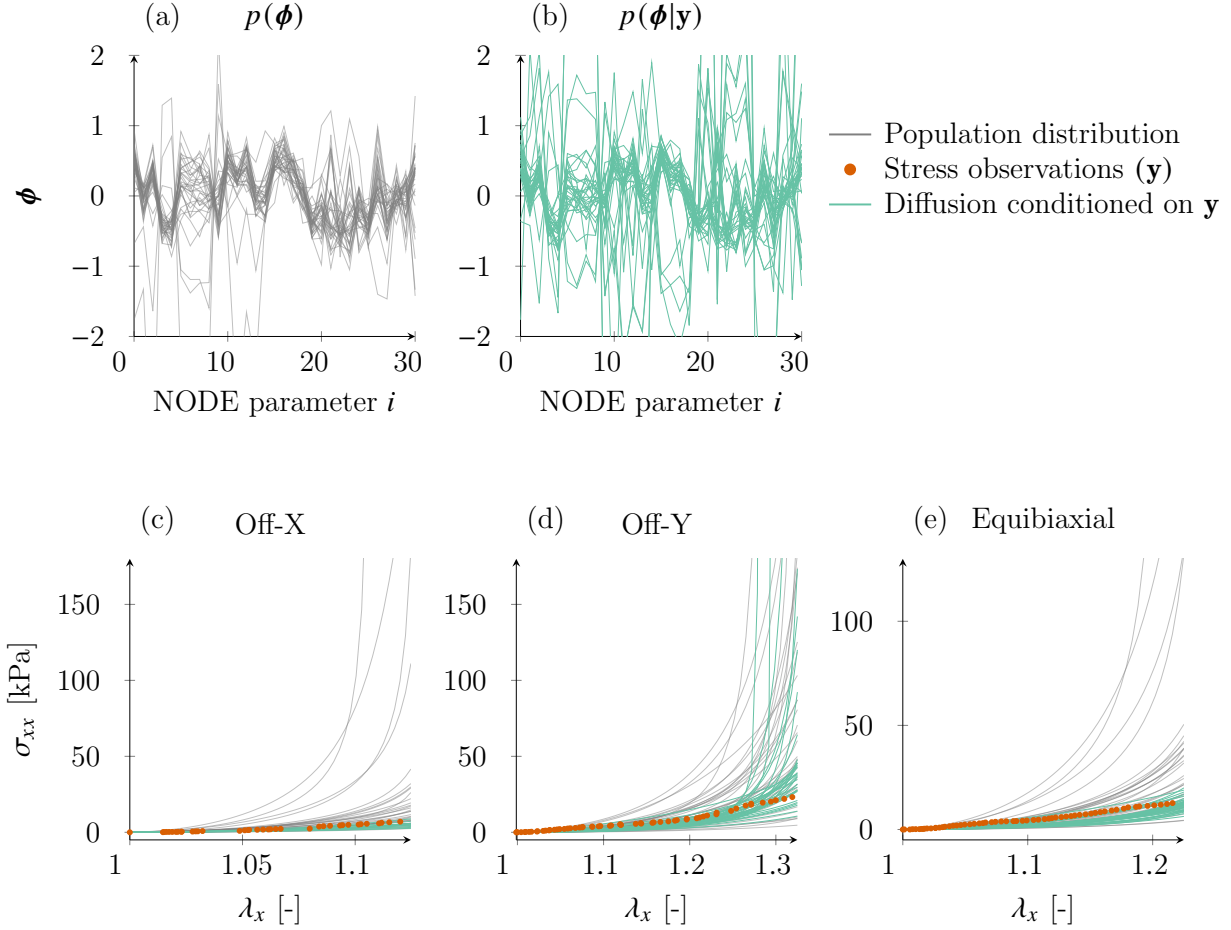 (a) p(ϕ)
(b) p(ϕ|y)
2
1
0
−1
−2
ϕ
0 10 20 30
NODE parameter i
2
1
0
−1
−2
0 10 20 30
NODE parameter i
Population distribution
Stress observations (y)
Diffusion conditioned on y
(c) Off-X
150
100
50
0
σxx [kPa]
1 1.05 1.1
λx [-]
(d) Off-Y
150
100
50
0
1 1.1 1.2 1.3
λx [-]
(e) Equibiaxial
100
50
0
1 1.1 1.2
λx [-]